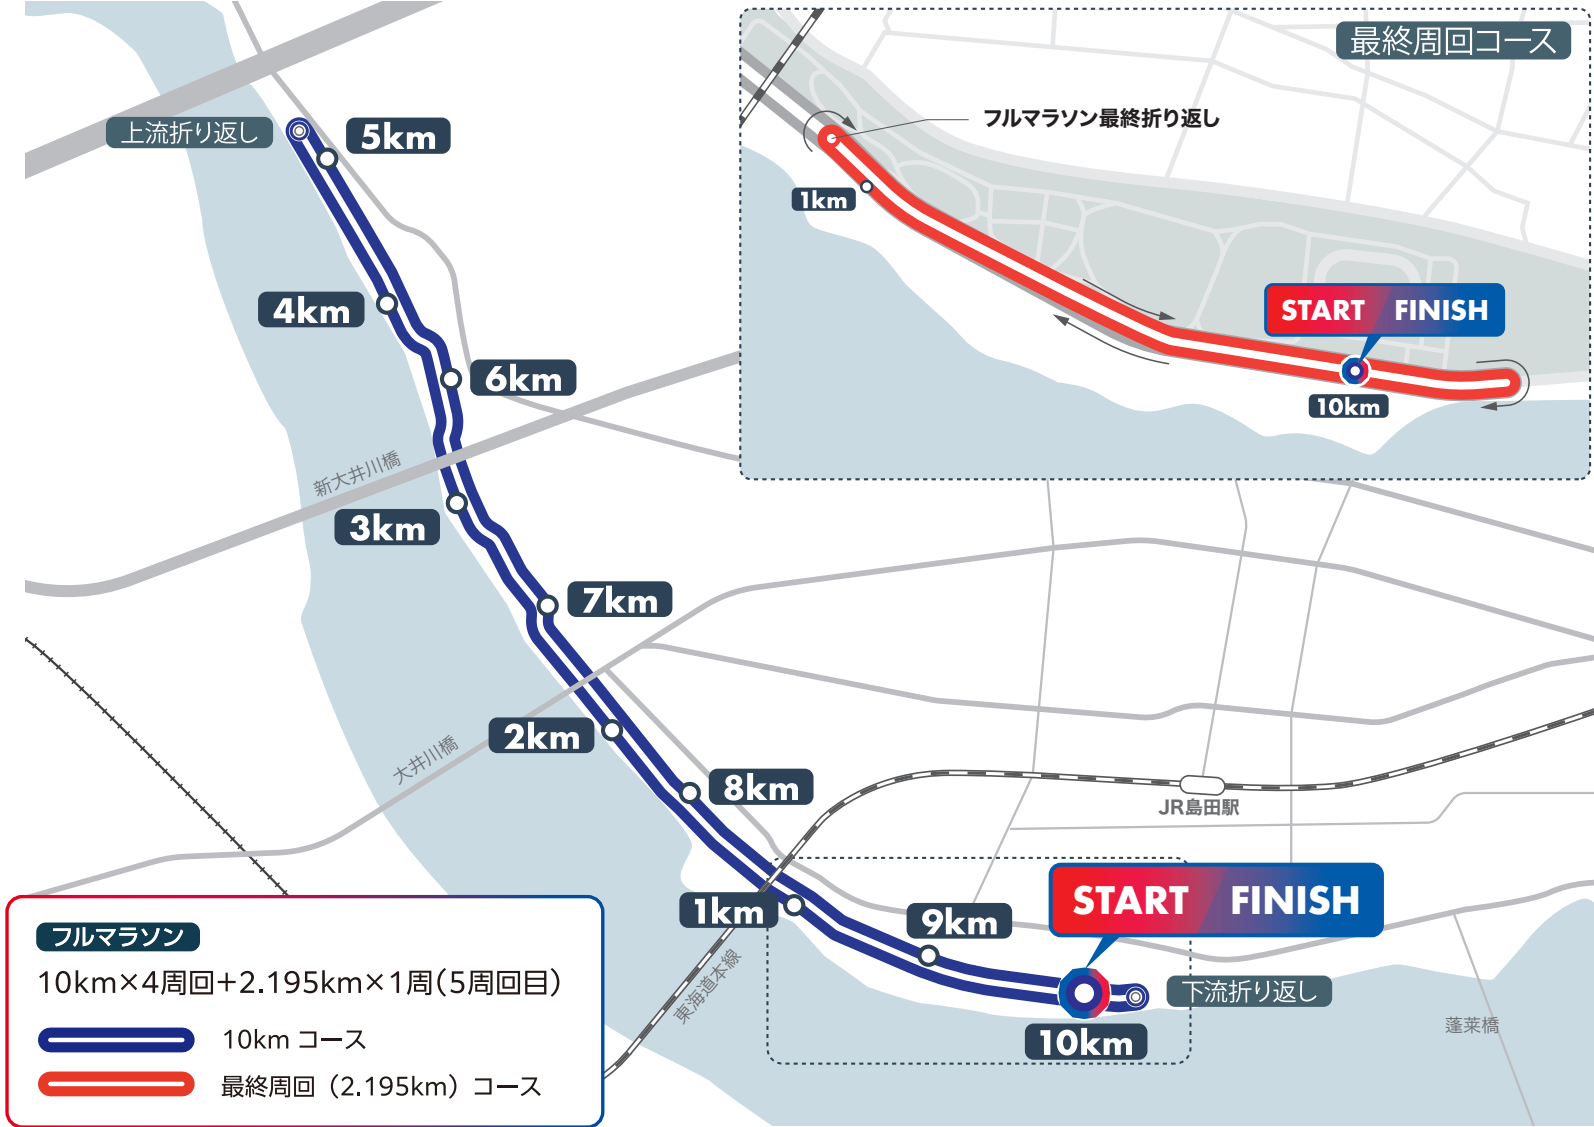 最終周回コース
フルマラソン最終折り返し
1km
START FINISH
10km
上流折り返し
5km
4km
6km
新大井川橋
3km
7km
2km
大井川橋
8km
JR島田駅
1km
9km
START FINISH
東海道本線
下流折り返し
10km
蓬莱橋
フルマラソン
10km×4周回+2.195km×1周(5周回目)
10km コース
最終周回（2.195km）コース